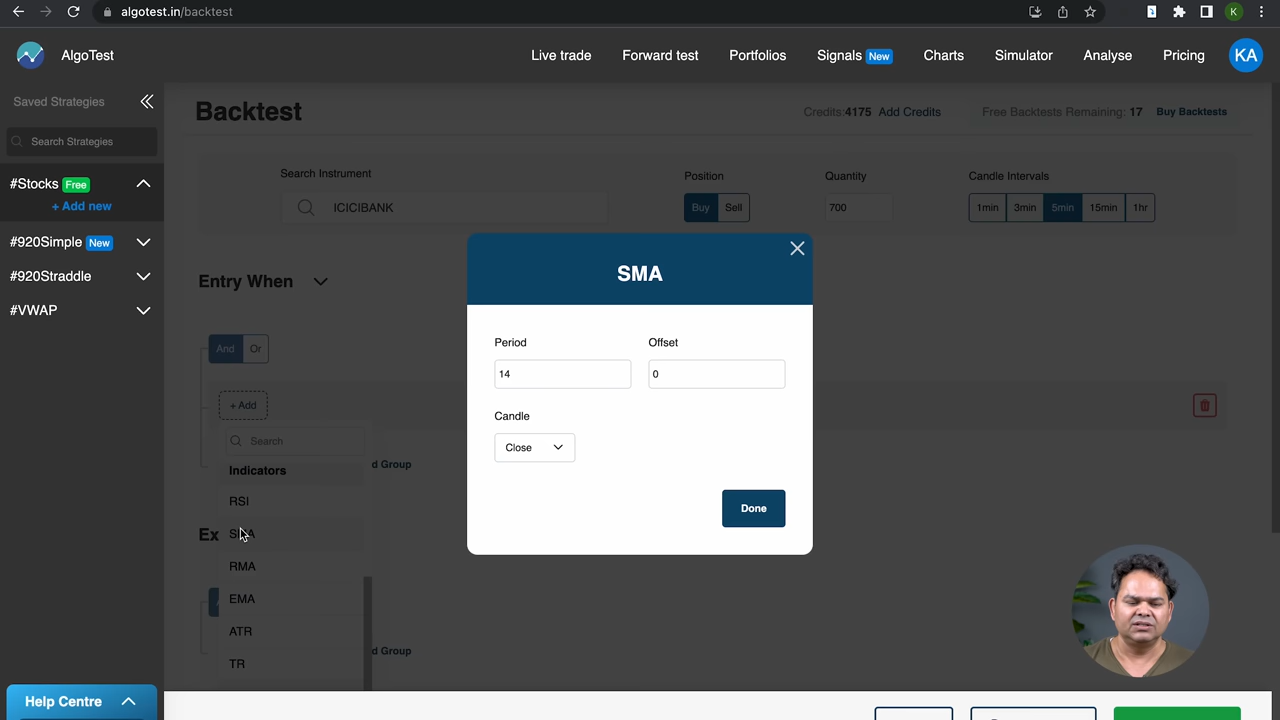 algotest.in/backtest
K
AlgoTest
Live trade
Forward test
Portfolios
Signals New
Charts
Simulator
Analyse
Pricing
KA
Saved Strategies
Search Strategies
#Stocks Free
+ Add new
#920Simple New
#920Straddle
#VWAP
Help Centre
Backtest
Credits:4175 Add Credits
Free Backtests Remaining: 17 Buy Backtests
Search Instrument
ICICIBANK
Position
Buy Sell
Quantity
700
Candle Intervals
1min 3min 5min 15min 1hr
Entry When
And Or
+ Add
Search
Indicators
RSI
SMA
RMA
EMA
ATR
TR
d Group
Ex
d Group
SMA
Period
14
Offset
0
Candle
Close
Done